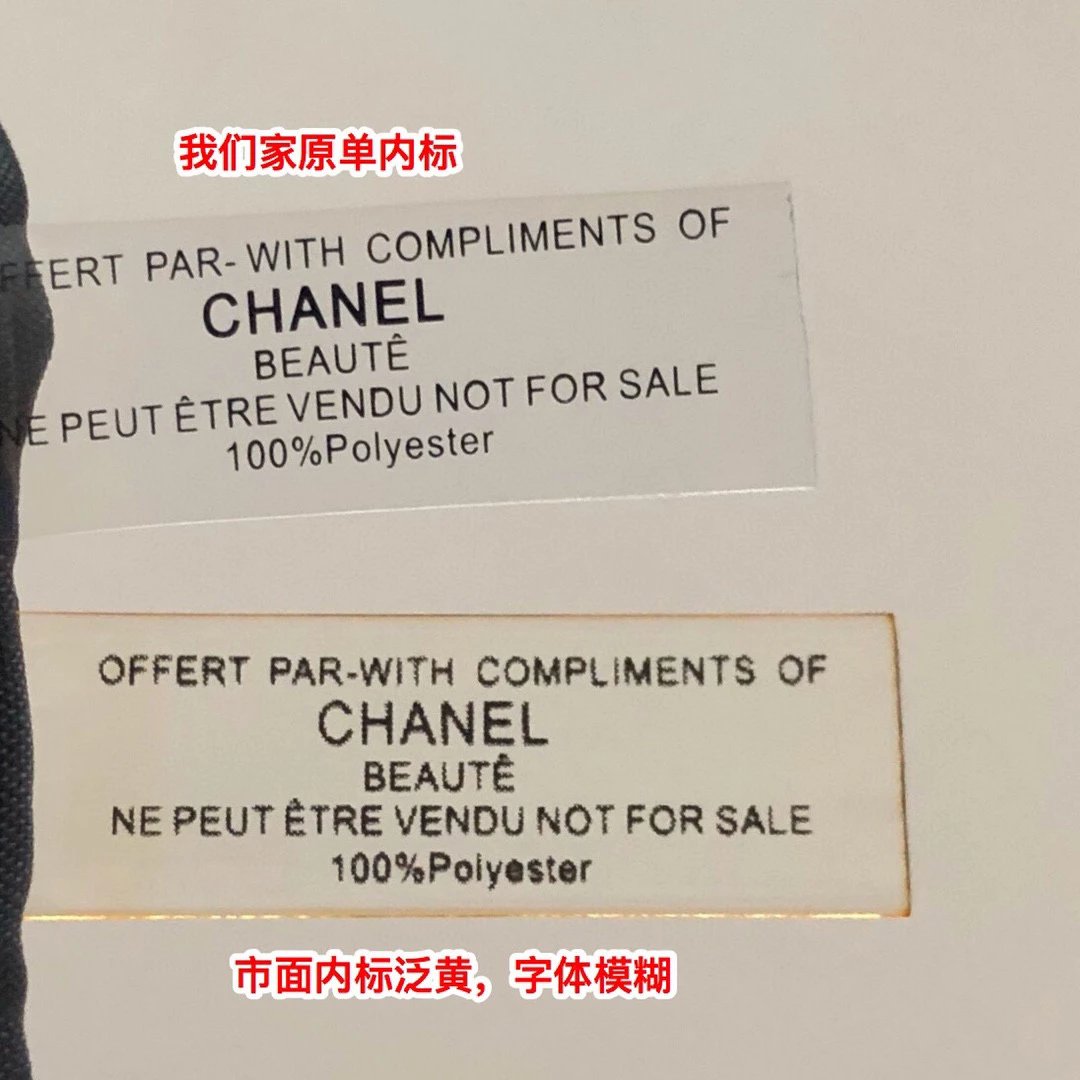 我们家原单内标
OFFERT PAR-WITH COMPLIMENTS OF
CHANEL
BEAUTÊ
NE PEUT ÊTRE VENDU NOT FOR SALE
100%Polyester
OFFERT PAR-WITH COMPLIMENTS OF
CHANEL
BEAUTÊ
NE PEUT ÊTRE VENDU NOT FOR SALE
100%Polyester
市面内标泛黄，字体模糊